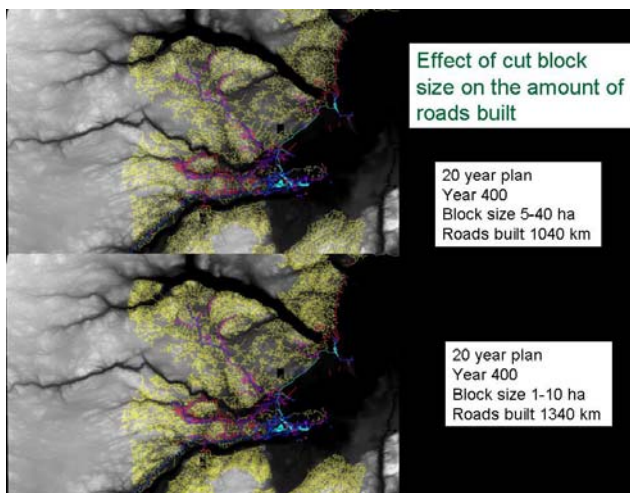 Effect of cut block
size on the amount of
roads built
20 year plan
Year 400
Block size 5-40 ha
Roads built 1040 km
20 year plan
Year 400
Block size 1-10 ha
Roads built 1340 km